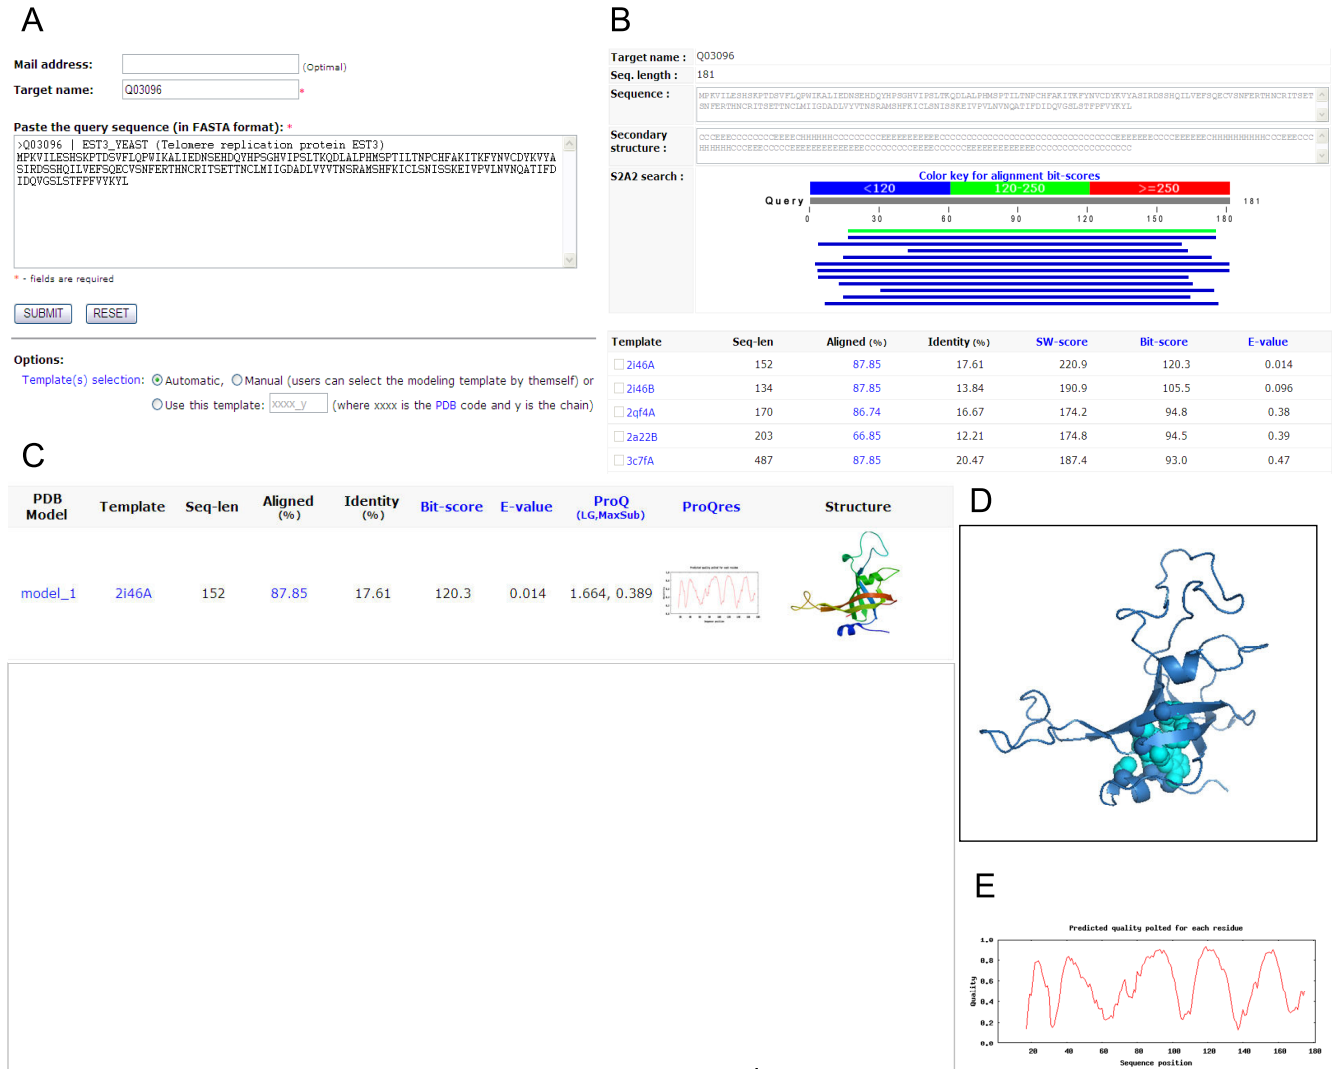 A
Mail address: (Optimal)
Target name: Q03096 *
Paste the query sequence (in FASTA format): *
>Q03096 | EST3_YEAST (Telomere replication protein EST3)
MPKVILESHSKPTDSVFLQPWIKALIEDNSEHDQYHPSGHVIPSLTKQDLALPHMSPTILTNPCHFAKITKFYNVCDYKVYA
SIRDSSHQILVEFSQECVSNFERTHNCRITSETTNCLMIIGDADLVYVTNSRAMSHFKICLSNISSKEIVPVLNVNQATIFD
IDQVGSLSTFPFVYKYL
* - fields are required
SUBMIT RESET
Options:
Template(s) selection: Automatic, Manual (users can select the modeling template by themself) or
Use this template: xxxx_y (where xxxx is the PDB code and y is the chain)
B
Target name : Q03096
Seq. length : 181
Sequence : MPKVILESHSKPTDSVFLQPWIKALIEDNSEHDQYHPSGHVIPSLTKQDLALPHMSPTILTNPCHFAKITKFYNVCDYKVYASIRDSSHQILVEFSQECVSNFERTHNCRITSET
TNCLMIIGDADLVYVTNSRAMSHFKICLSNISSKEIVPVLNVNQATIFDIDQVGSLSTFPFVYKYL
Secondary structure :
S2A2 search :
Color key for alignment bit-scores
<120 120-250 >=250
Query 181
0 30 60 90 120 150 180
Template Seq-len Aligned (%) Identity (%) SW-score Bit-score E-value
2i46A 152 87.85 17.61 220.9 120.3 0.014
2i46B 134 87.85 13.84 190.9 105.5 0.096
2qf4A 170 86.74 16.67 174.2 94.8 0.38
2a22B 203 66.85 12.21 174.8 94.5 0.39
3c7fA 487 87.85 20.47 187.4 93.0 0.47
C
PDB Model Template Seq-len Aligned (%) Identity (%) Bit-score E-value ProQ (LG,MaxSub) ProQres Structure
model_1 2i46A 152 87.85 17.61 120.3 0.014 1.664, 0.389
Predicted quality polted for each residue
Sequence position
D
E
Predicted quality polted for each residue
Quality
1.0
0.8
0.6
0.4
0.2
0.0
20 40 60 80 100 120 140 160 180
Sequence position